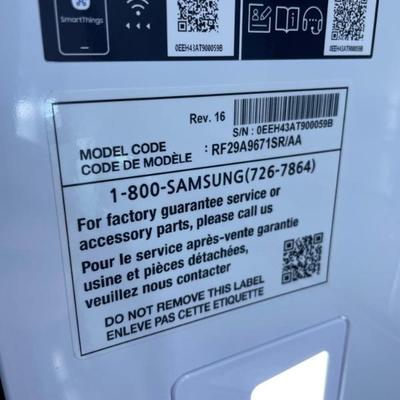 SmartThings
0EEH43AT900059B
0EEH43AT900059B
Rev. 16
S/N : 0EEH43AT900059B
MODEL CODE
CODE DE MODÈLE : RF29A9671SR/AA
1-800-SAMSUNG(726-7864)
For factory guarantee service or
accessory parts, please call us
Pour le service après-vente garantie
usine et pièces détachées,
veuillez nous contacter
DO NOT REMOVE THIS LABEL
ENLEVE PAS CETTE ETIQUETTE